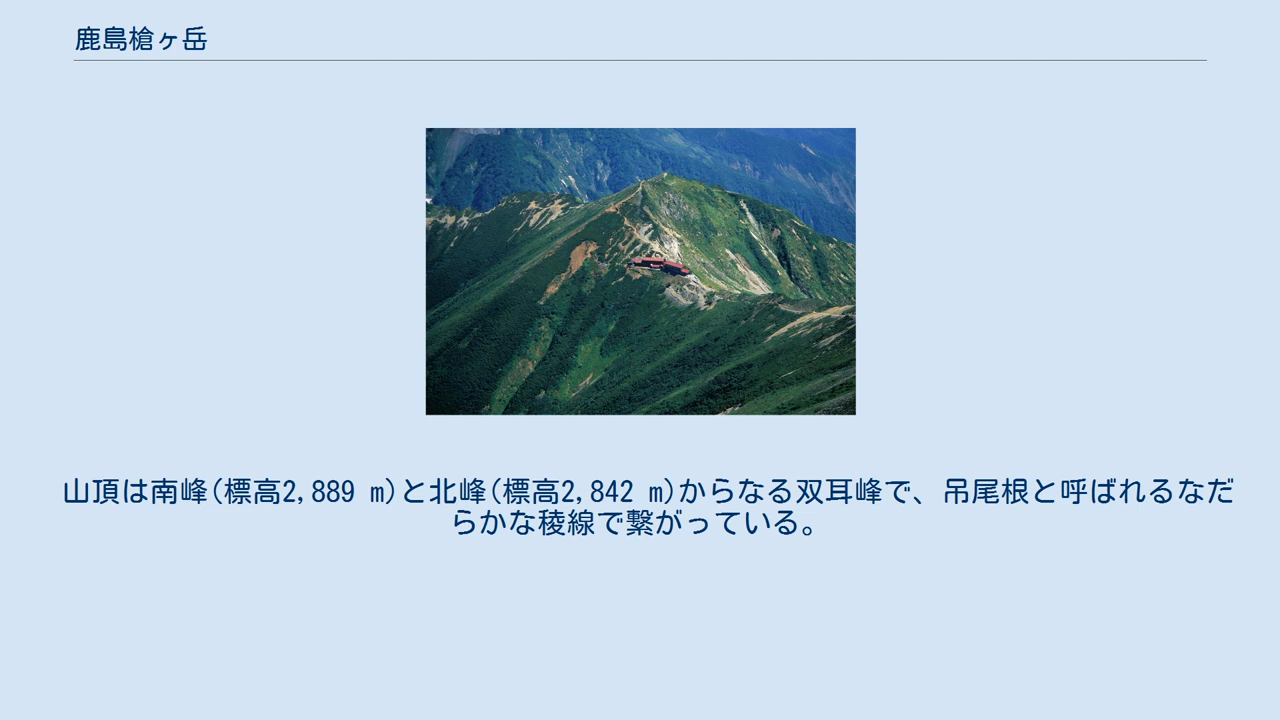 鹿島槍ヶ岳
山頂は南峰(標高2,889 m)と北峰(標高2,842 m)からなる双耳峰で、吊尾根と呼ばれるなだ
らかな稜線で繋がっている。